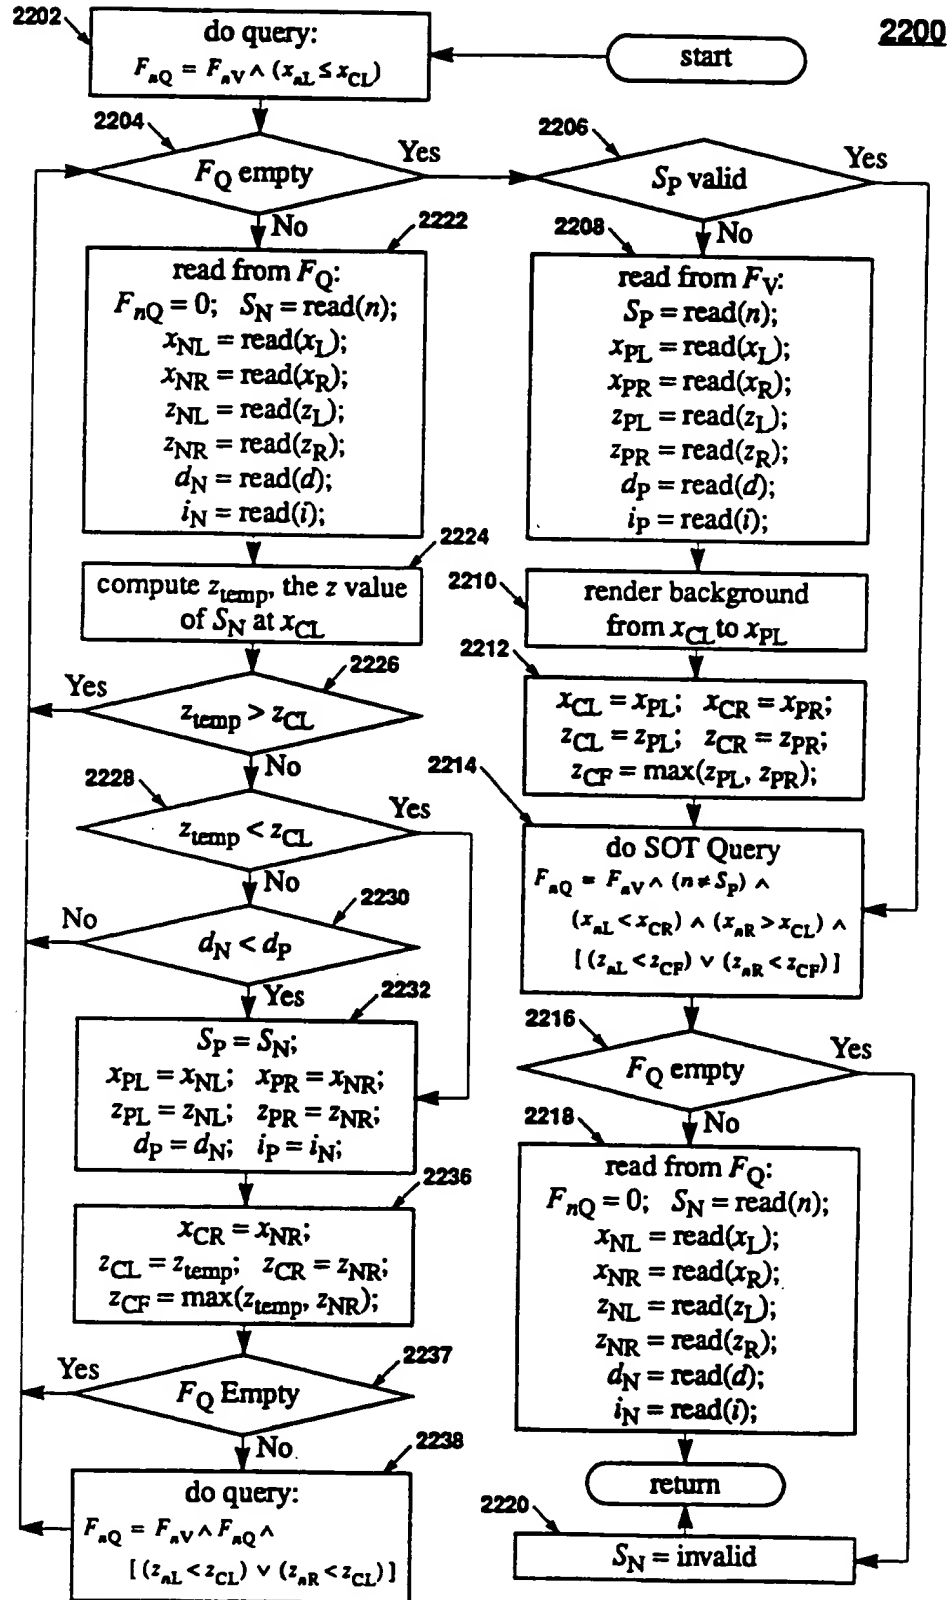 2200
start
2202
do query:
F_nQ = F_nV ∧ (x_nL ≤ x_CL)
2204
F_Q empty
Yes
No
2206
S_P valid
Yes
No
2222
read from F_Q:
F_nQ = 0; S_N = read(n);
x_NL = read(x_L);
x_NR = read(x_R);
z_NL = read(z_L);
z_NR = read(z_R);
d_N = read(d);
i_N = read(i);
2224
compute z_temp, the z value
of S_N at x_CL
2226
Yes
z_temp > z_CL
No
2228
Yes
z_temp < z_CL
No
2230
No
d_N < d_P
Yes
2232
S_P = S_N;
x_PL = x_NL; x_PR = x_NR;
z_PL = z_NL; z_PR = z_NR;
d_P = d_N; i_P = i_N;
2236
x_CR = x_NR;
z_CL = z_temp; z_CR = z_NR;
z_CF = max(z_temp, z_NR);
2237
Yes
F_Q Empty
No
2238
do query:
F_nQ = F_nV ∧ F_nQ ∧
[(z_nL < z_CL) ∨ (z_nR < z_CL)]
2208
read from F_V:
S_P = read(n);
x_PL = read(x_L);
x_PR = read(x_R);
z_PL = read(z_L);
z_PR = read(z_R);
d_P = read(d);
i_P = read(i);
2210
render background
from x_CL to x_PL
2212
x_CL = x_PL; x_CR = x_PR;
z_CL = z_PL; z_CR = z_PR;
z_CF = max(z_PL, z_PR);
2214
do SOT Query
F_nQ = F_nV ∧ (n ≠ S_P) ∧
(x_nL < x_CR) ∧ (x_nR > x_CL) ∧
[(z_nL < z_CF) ∨ (z_nR < z_CF)]
2216
F_Q empty
Yes
No
2218
read from F_Q:
F_nQ = 0; S_N = read(n);
x_NL = read(x_L);
x_NR = read(x_R);
z_NL = read(z_L);
z_NR = read(z_R);
d_N = read(d);
i_N = read(i);
return
2220
S_N = invalid